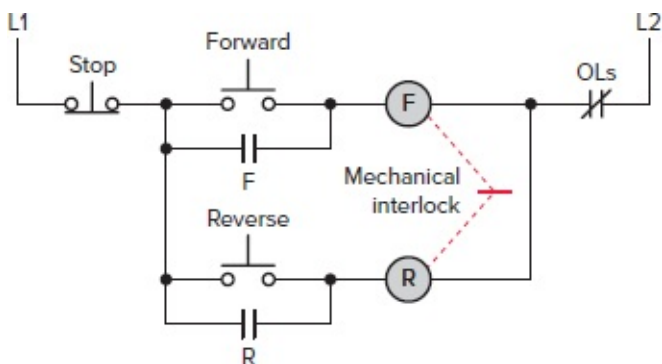 L1
L2
Forward
Stop
OLs
F
F
Mechanical
interlock
Reverse
R
R